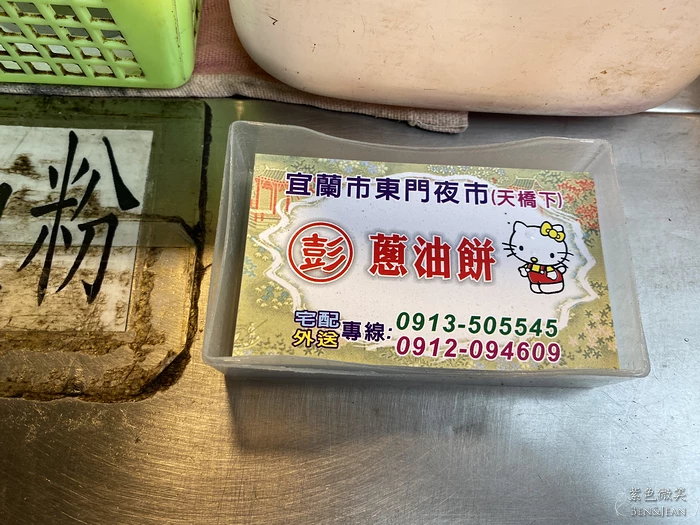 粉
宜蘭市東門夜市(天橋下)
彭 蔥油餅
宅配外送專線:0913-505545
0912-094609
紫色微笑
BEN&JEAN